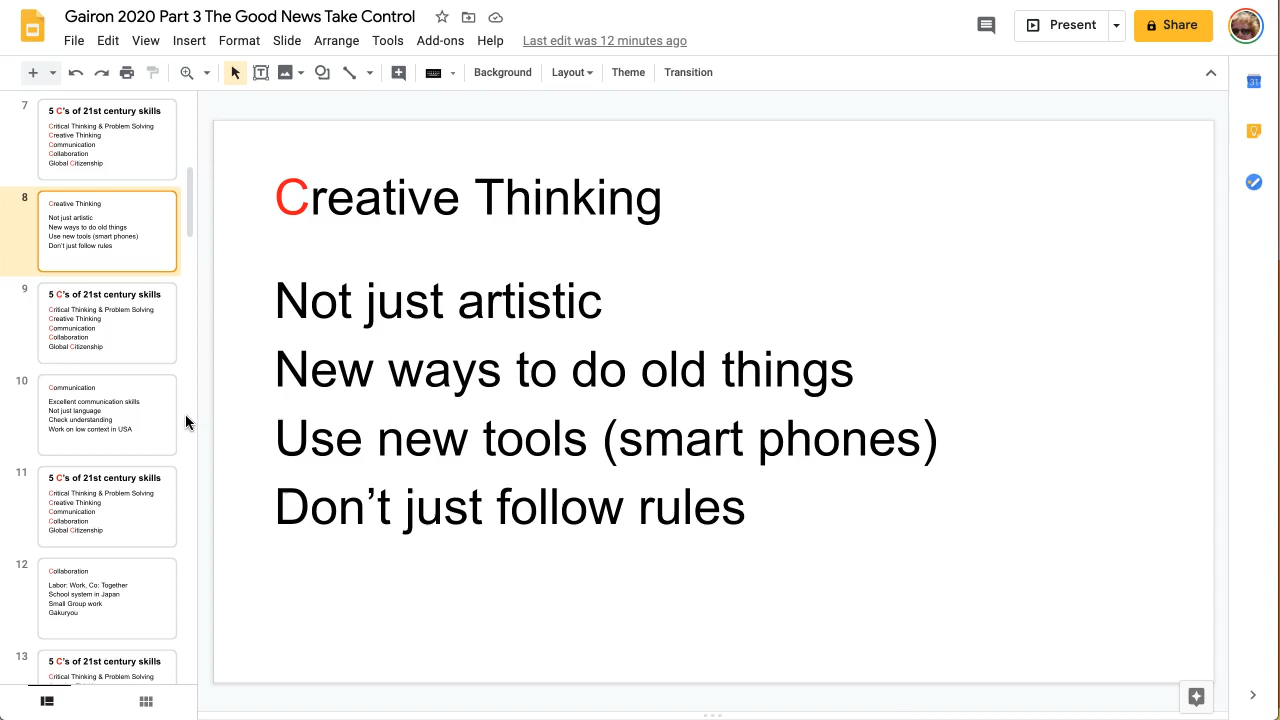 Gairon 2020 Part 3 The Good News Take Control
File Edit View Insert Format Slide Arrange Tools Add-ons Help Last edit was 12 minutes ago
Present
Share
Background Layout Theme Transition
31
7
5 C's of 21st century skills
Critical Thinking & Problem Solving
Creative Thinking
Communication
Collaboration
Global Citizenship
8
Creative Thinking
Not just artistic
New ways to do old things
Use new tools (smart phones)
Don't just follow rules
9
5 C's of 21st century skills
Critical Thinking & Problem Solving
Creative Thinking
Communication
Collaboration
Global Citizenship
10
Communication
Excellent communication skills
Not just language
Check understanding
Work on low context in USA
11
5 C's of 21st century skills
Critical Thinking & Problem Solving
Creative Thinking
Communication
Collaboration
Global Citizenship
12
Collaboration
Labor: Work, Co: Together
School system in Japan
Small Group work
Gakuryou
13
5 C's of 21st century skills
Critical Thinking & Problem Solving
Creative Thinking
Not just artistic
New ways to do old things
Use new tools (smart phones)
Don't just follow rules